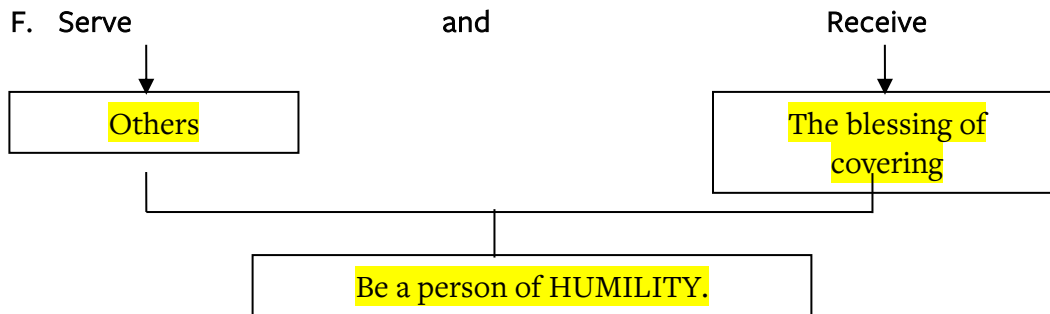 F. Serve and Receive
Others
The blessing of
covering
Be a person of HUMILITY.